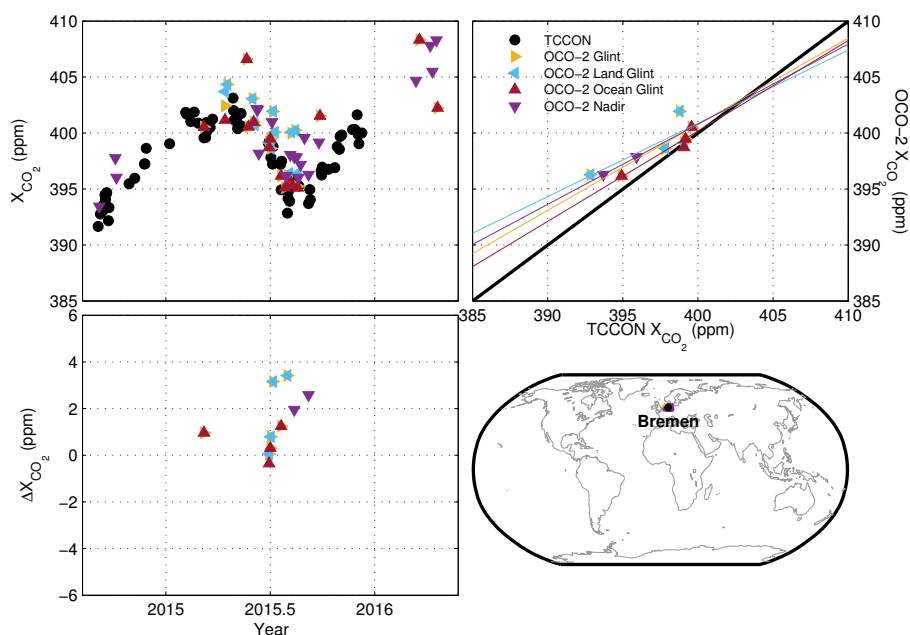 410
405
400
395
390
385
X_CO2 (ppm)
TCCON
OCO−2 Glint
OCO−2 Land Glint
OCO−2 Ocean Glint
OCO−2 Nadir
410
405
400
395
390
385
OCO−2 X_CO2 (ppm)
385 390 395 400 405 410
TCCON X_CO2 (ppm)
6
4
2
0
−2
−4
−6
ΔX_CO2 (ppm)
2015 2015.5 2016
Year
Bremen